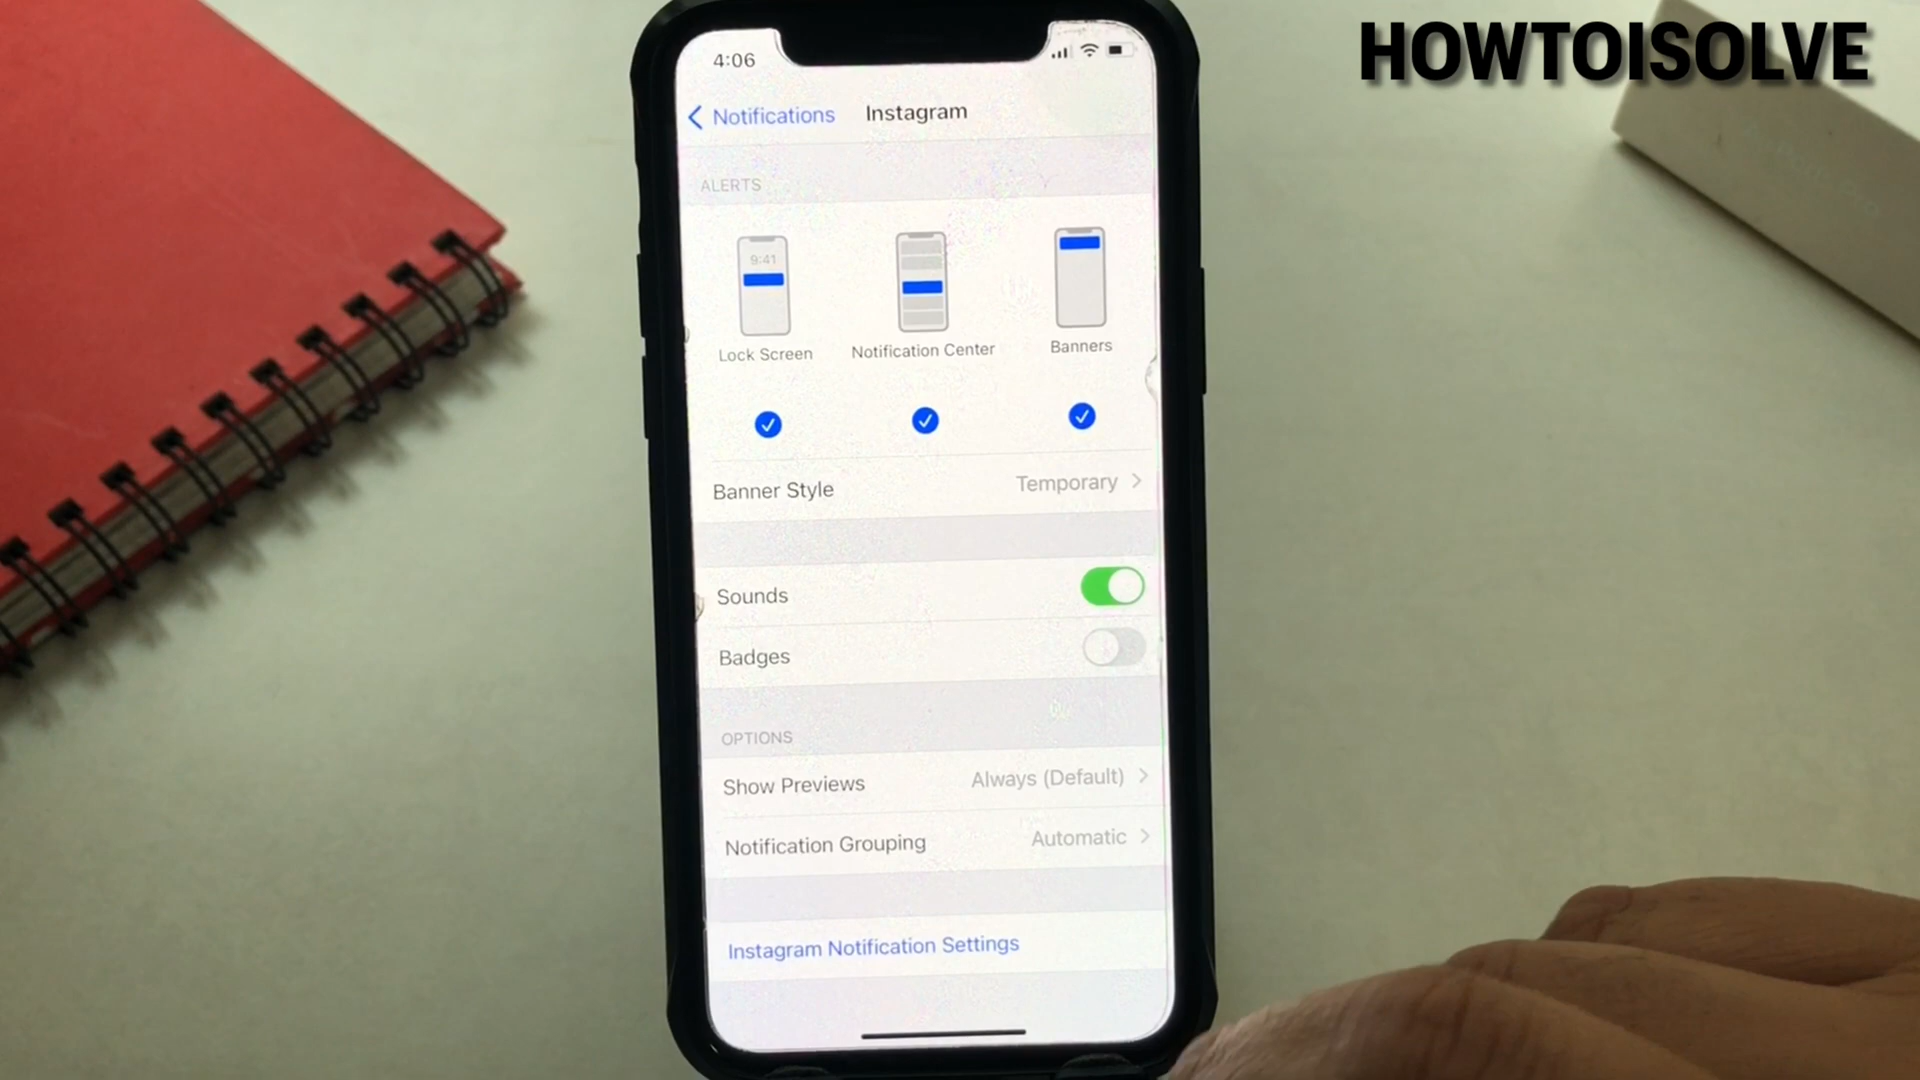 HOWTOISOLVE
4:06
Notifications
Instagram
ALERTS
9:41
Lock Screen
Notification Center
Banners
Banner Style
Temporary
Sounds
Badges
OPTIONS
Show Previews
Always (Default)
Notification Grouping
Automatic
Instagram Notification Settings